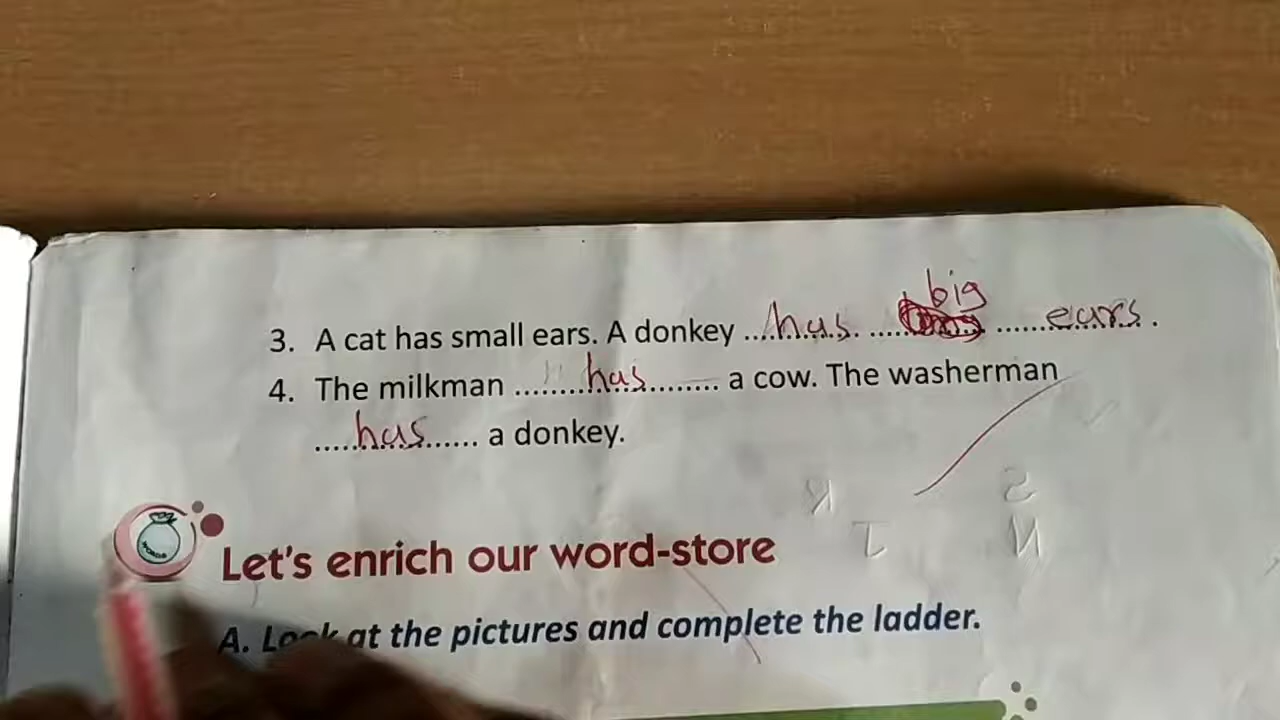 3. A cat has small ears. A donkey ....has.... ....big.... ....ears.... .
4. The milkman ....has.... a cow. The washerman
....has.... a donkey.
Let's enrich our word-store
A. Look at the pictures and complete the ladder.